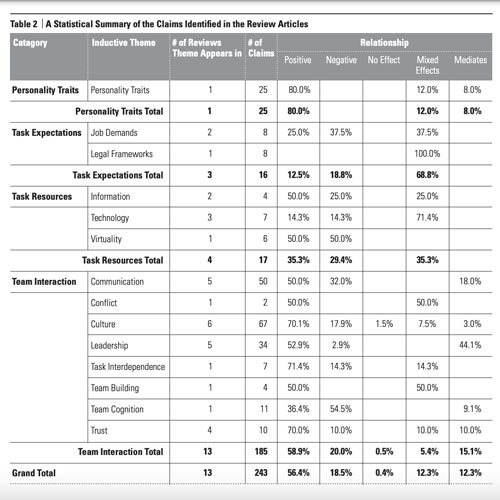 Table 2 | A Statistical Summary of the Claims Identified in the Review Articles
Catagory Inductive Theme # of Reviews Theme Appears in # of Claims Relationship
Positive Negative No Effect Mixed Effects Mediates
Personality Traits Personality Traits 1 25 80.0% 12.0% 8.0%
Personality Traits Total 1 25 80.0% 12.0% 8.0%
Task Expectations Job Demands 2 8 25.0% 37.5% 37.5%
Legal Frameworks 1 8 100.0%
Task Expectations Total 3 16 12.5% 18.8% 68.8%
Task Resources Information 2 4 50.0% 25.0% 25.0%
Technology 3 7 14.3% 14.3% 71.4%
Virtuality 1 6 50.0% 50.0%
Task Resources Total 4 17 35.3% 29.4% 35.3%
Team Interaction Communication 5 50 50.0% 32.0% 18.0%
Conflict 1 2 50.0% 50.0%
Culture 6 67 70.1% 17.9% 1.5% 7.5% 3.0%
Leadership 5 34 52.9% 2.9% 44.1%
Task Interdependence 1 7 71.4% 14.3% 14.3%
Team Building 1 4 50.0% 50.0%
Team Cognition 1 11 36.4% 54.5% 9.1%
Trust 4 10 70.0% 10.0% 10.0% 10.0%
Team Interaction Total 13 185 58.9% 20.0% 0.5% 5.4% 15.1%
Grand Total 13 243 56.4% 18.5% 0.4% 12.3% 12.3%